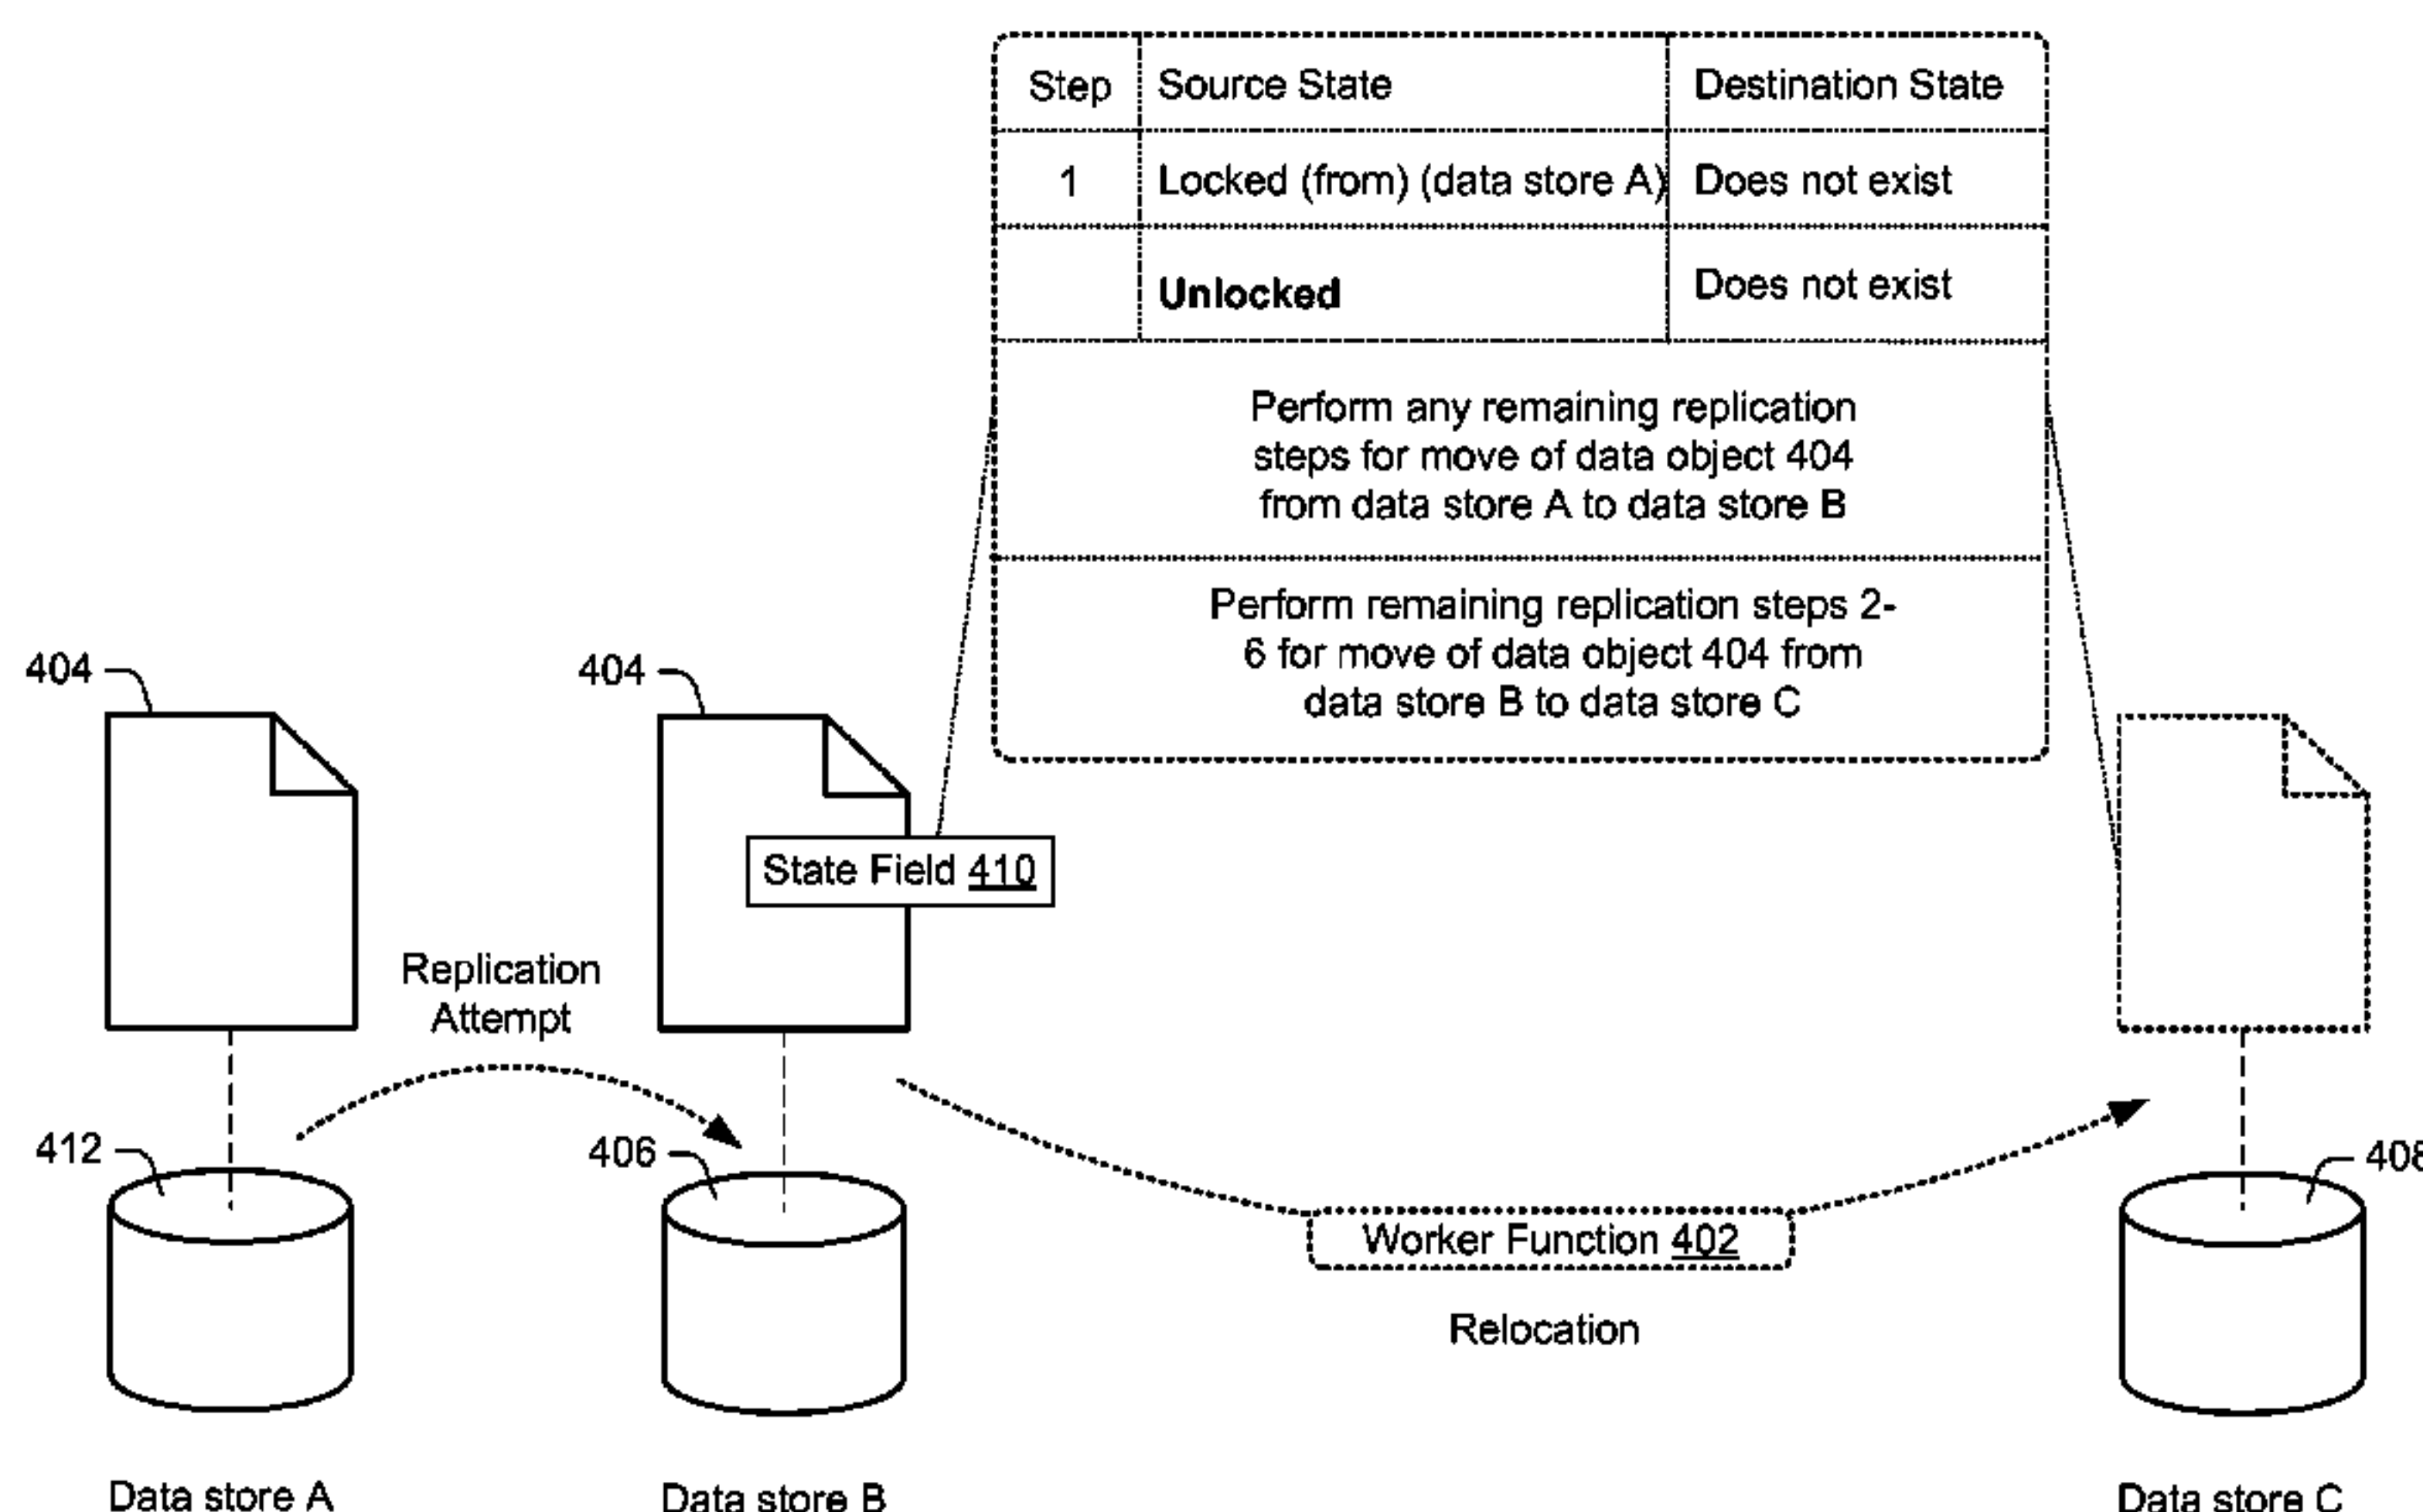 Step Source State Destination State
1 Locked (from) (data store A) Does not exist
Unlocked Does not exist
Perform any remaining replication
steps for move of data object 404
from data store A to data store B
Perform remaining replication steps 2-
6 for move of data object 404 from
data store B to data store C
404
404
State Field 410
Replication
Attempt
412
406
408
Worker Function 402
Relocation
Data store A
Data store B
Data store C